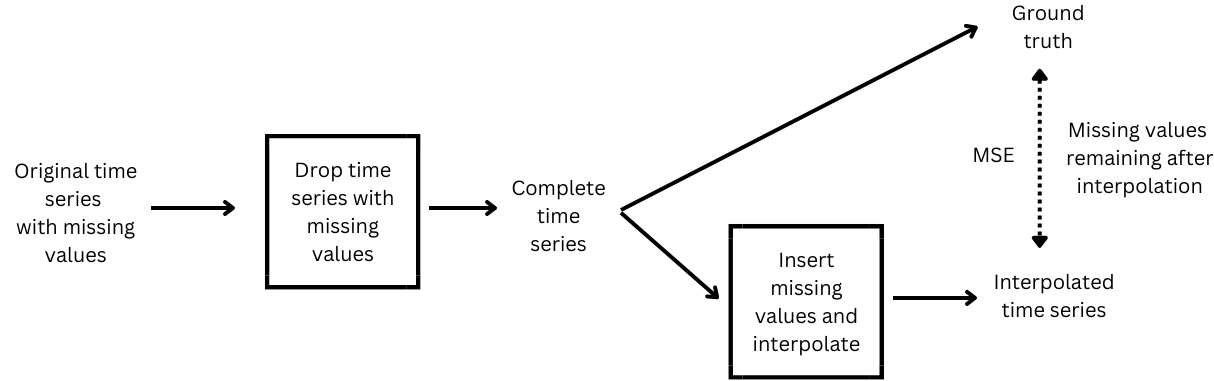 Original time
series
with missing
values
Drop time
series with
missing
values
Complete
time
series
Insert
missing
values and
interpolate
Ground
truth
MSE
Missing values
remaining after
interpolation
Interpolated
time series